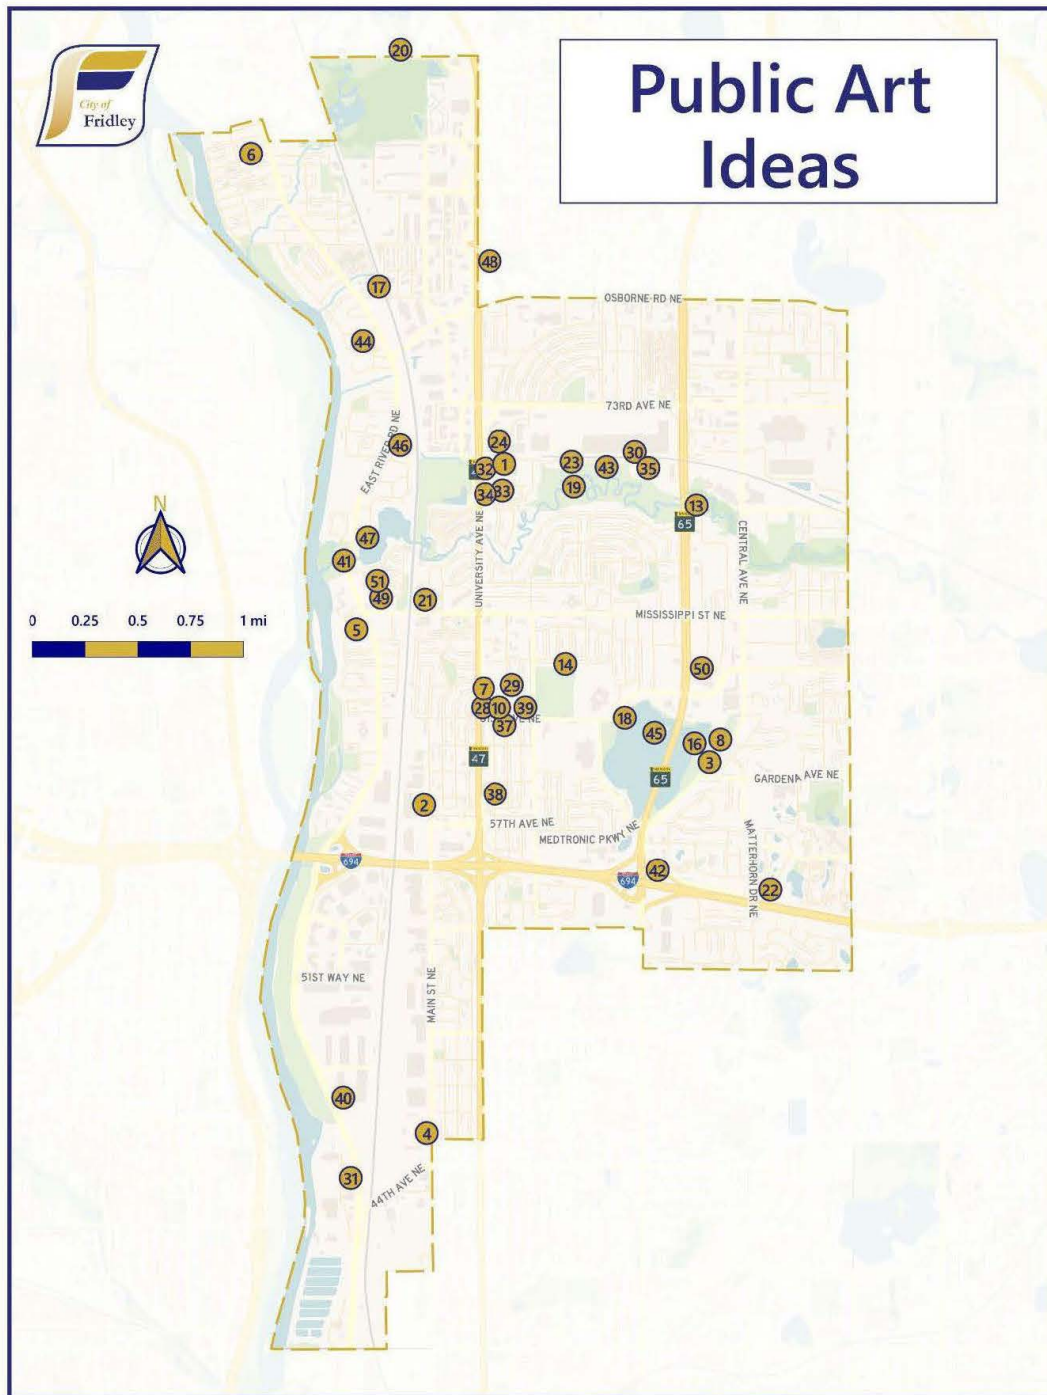 City of
Fridley
Public Art
Ideas
20
6
48
17
OSBORNE RD NE
44
73RD AVE NE
EAST RIVER RD NE
46
24
1
32
23
43
30
35
33
34
19
13
65
N
47
41
51
49
21
UNIVERSITY AVE NE
CENTRAL AVE NE
MISSISSIPPI ST NE
0 0.25 0.5 0.75 1 mi
5
14
50
7
29
28
10
39
37
18
45
16
8
3
47
65
GARDENA AVE NE
2
38
57TH AVE NE
MEDTRONIC PKWY NE
MATTERHORN DR NE
694
694
42
22
51ST WAY NE
MAIN ST NE
40
4
31
44TH AVE NE